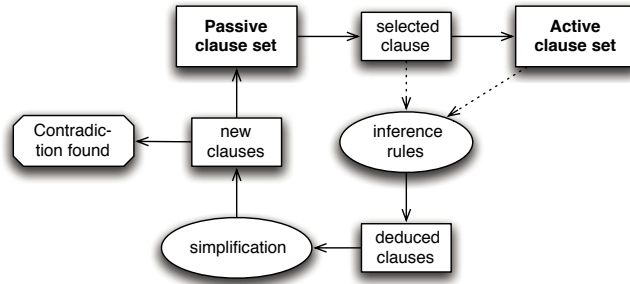 Passive
clause set
selected
clause
Active
clause set
Contradic-
tion found
new
clauses
inference
rules
simplification
deduced
clauses